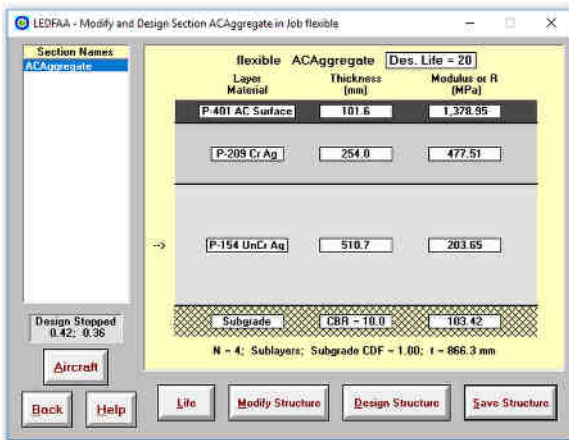 LEDFAA - Modify and Design Section ACAggregate in Job flexible
Section Names
ACAggregate
flexible ACAggregate Des. Life = 20
Layer Material Thickness (mm) Modulus or R (MPa)
P-401 AC Surface 101.6 1,378.95
P-209 Cr Ag 254.0 477.51
--> P-154 UnCr Ag 510.7 203.65
Subgrade CBR = 10.0 103.42
N = 4; Sublayers; Subgrade CDF = 1.00; t = 866.3 mm
Design Stopped
0.42; 0.36
Aircraft
Back Help Life Modify Structure Design Structure Save Structure